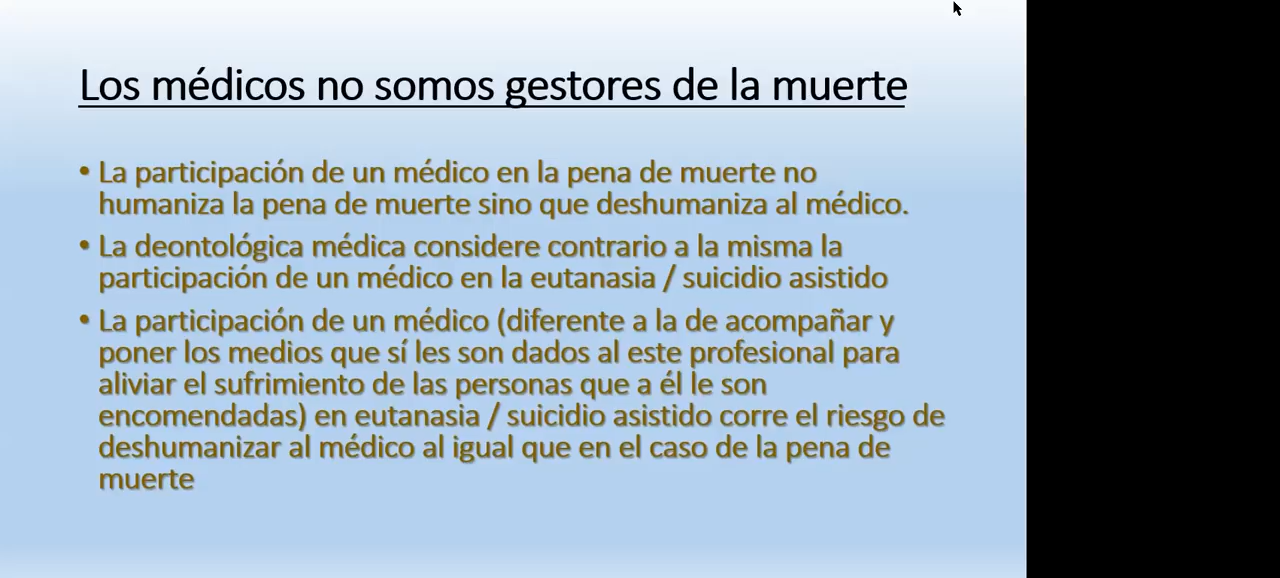 Los médicos no somos gestores de la muerte
• La participación de un médico en la pena de muerte no
humaniza la pena de muerte sino que deshumaniza al médico.
• La deontológica médica considere contrario a la misma la
participación de un médico en la eutanasia / suicidio asistido
• La participación de un médico (diferente a la de acompañar y
poner los medios que sí les son dados al este profesional para
aliviar el sufrimiento de las personas que a él le son
encomendadas) en eutanasia / suicidio asistido corre el riesgo de
deshumanizar al médico al igual que en el caso de la pena de
muerte